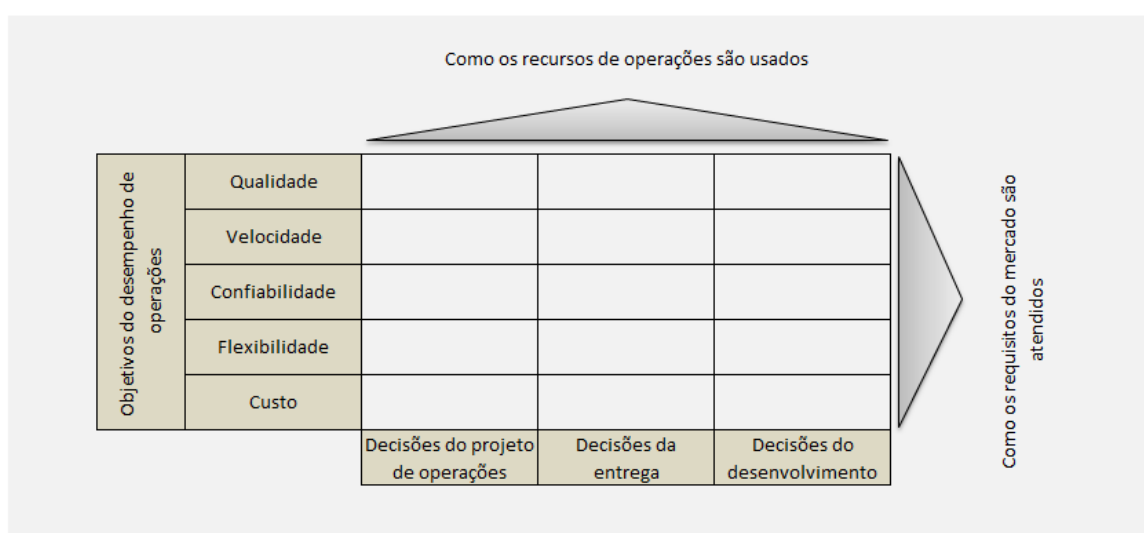 Como os recursos de operações são usados
Objetivos do desempenho de
operações
Qualidade
Velocidade
Confiabilidade
Flexibilidade
Custo
Como os requisitos do mercado são
atendidos
Decisões do projeto
de operações
Decisões da
entrega
Decisões do
desenvolvimento